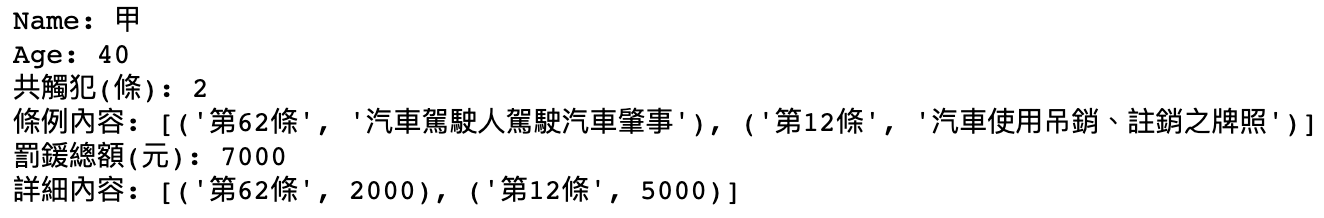 Name: 甲
Age: 40
共觸犯(條): 2
條例內容: [('第62條', '汽車駕駛人駕駛汽車肇事'), ('第12條', '汽車使用吊銷、註銷之牌照')]
罰鍰總額(元): 7000
詳細內容: [('第62條', 2000), ('第12條', 5000)]